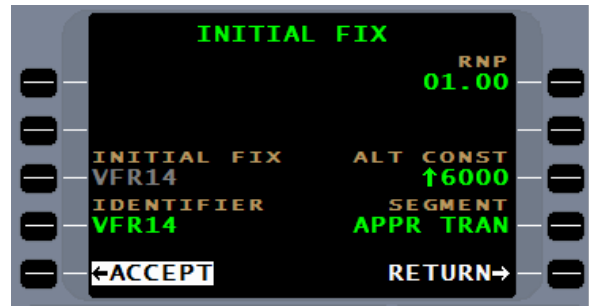 INITIAL FIX
RNP
01.00
INITIAL FIX ALT CONST
VFR14 ↑6000
IDENTIFIER SEGMENT
VFR14 APPR TRAN
←ACCEPT RETURN→